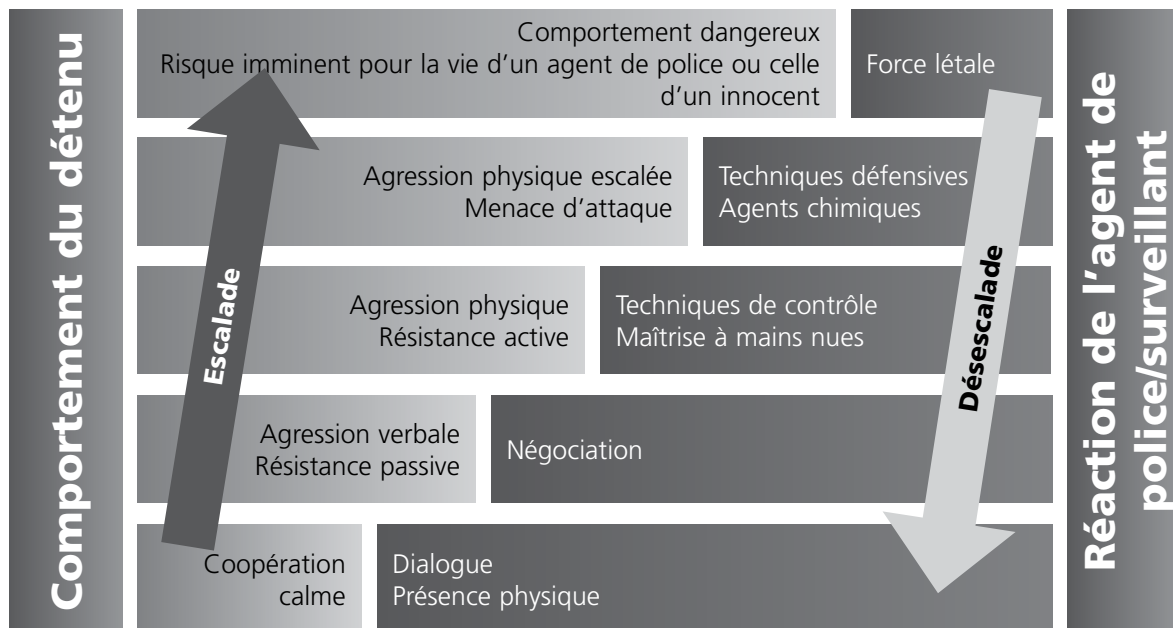 Comportement du détenu
Comportement dangereux
Risque imminent pour la vie d'un agent de police ou celle
d'un innocent
Force létale
Agression physique escalée
Menace d'attaque
Techniques défensives
Agents chimiques
Agression physique
Résistance active
Techniques de contrôle
Maîtrise à mains nues
Agression verbale
Résistance passive
Négociation
Coopération
calme
Dialogue
Présence physique
Escalade
Désescalade
Réaction de l'agent de
police/surveillant